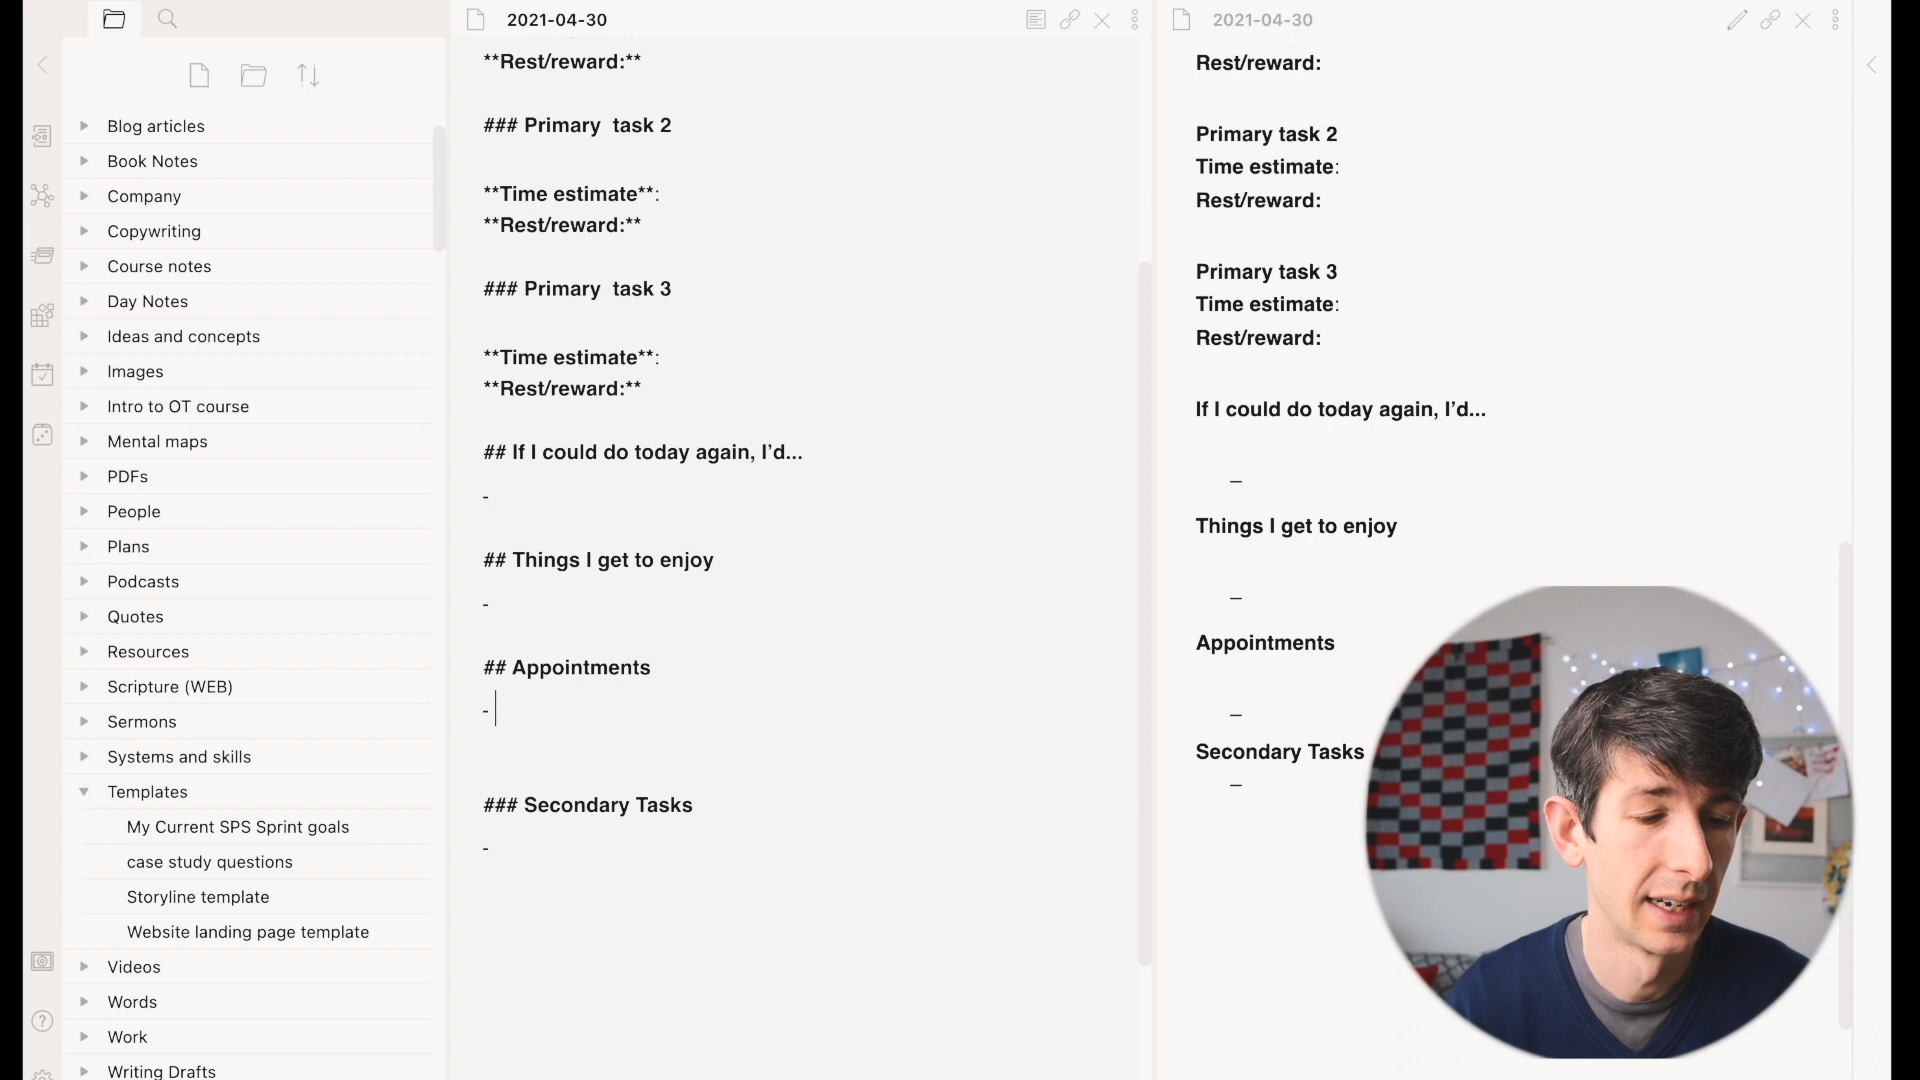 Blog articles
Book Notes
Company
Copywriting
Course notes
Day Notes
Ideas and concepts
Images
Intro to OT course
Mental maps
PDFs
People
Plans
Podcasts
Quotes
Resources
Scripture (WEB)
Sermons
Systems and skills
Templates
My Current SPS Sprint goals
case study questions
Storyline template
Website landing page template
Videos
Words
Work
Writing Drafts
2021-04-30
**Rest/reward:**
### Primary  task 2
**Time estimate**:
**Rest/reward:**
### Primary  task 3
**Time estimate**:
**Rest/reward:**
## If I could do today again, I’d...
-
## Things I get to enjoy
-
## Appointments
-
### Secondary Tasks
-
2021-04-30
Rest/reward:
Primary task 2
Time estimate:
Rest/reward:
Primary task 3
Time estimate:
Rest/reward:
If I could do today again, I’d...
–
Things I get to enjoy
–
Appointments
–
Secondary Tasks
–